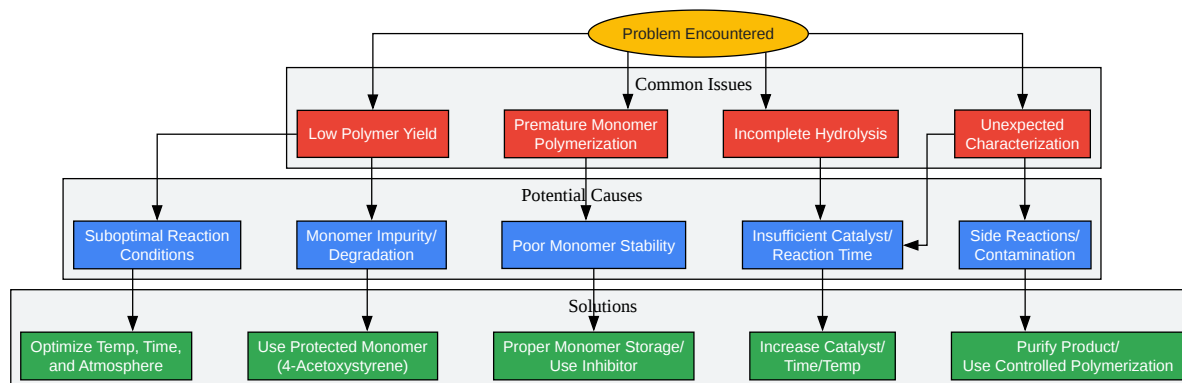 Problem Encountered
Common Issues
Low Polymer Yield
Premature Monomer
Polymerization
Incomplete Hydrolysis
Unexpected
Characterization
Potential Causes
Suboptimal Reaction
Conditions
Monomer Impurity/
Degradation
Poor Monomer Stability
Insufficient Catalyst/
Reaction Time
Side Reactions/
Contamination
Solutions
Optimize Temp, Time,
and Atmosphere
Use Protected Monomer
(4-Acetoxystyrene)
Proper Monomer Storage/
Use Inhibitor
Increase Catalyst/
Time/Temp
Purify Product/
Use Controlled Polymerization